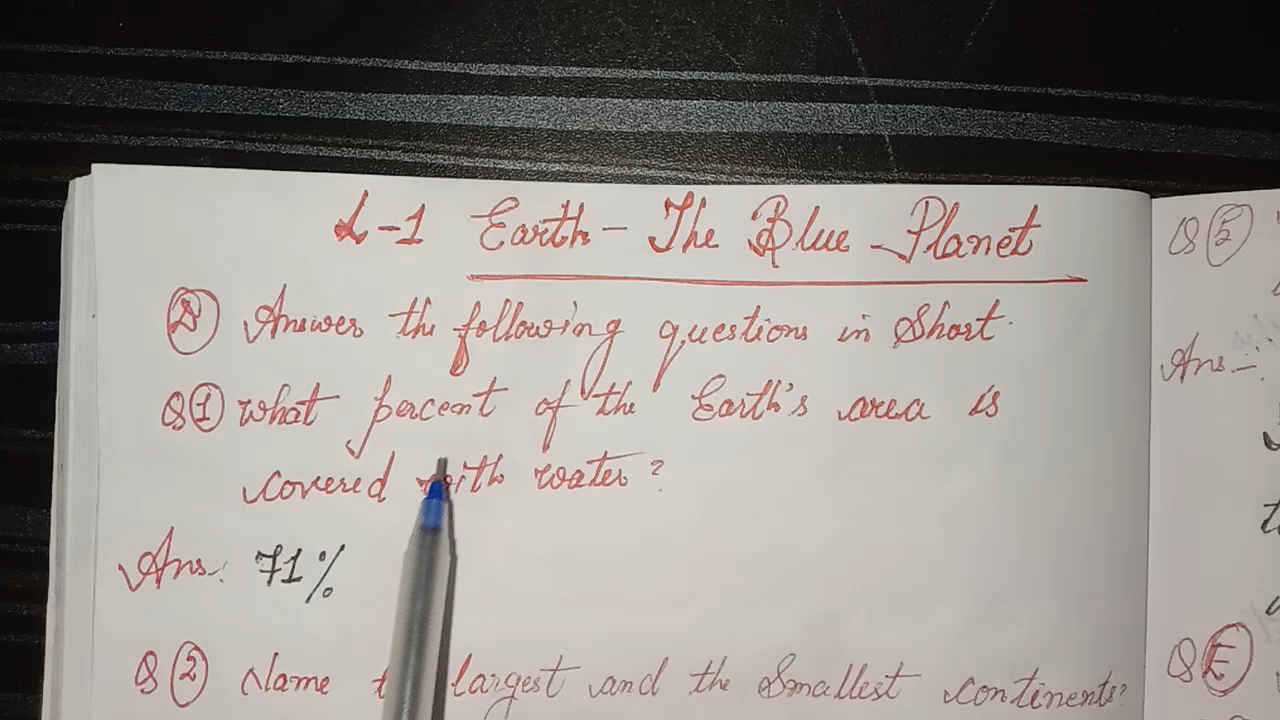 L-1 Earth - The Blue Planet
D Answer the following questions in Short.
Q 1 What percent of the Earth's area is
covered with water?
Ans: 71%
Q 2 Name largest and the Smallest continents?
Q 5
Ans -
Q E